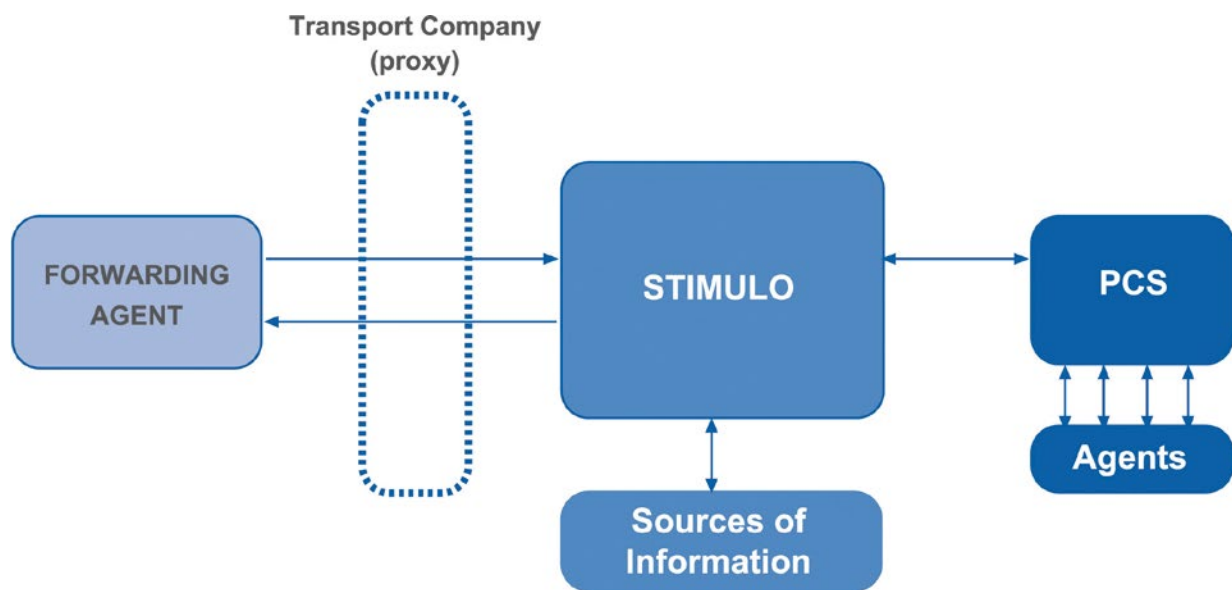 Transport Company
(proxy)
FORWARDING
AGENT
STIMULO
PCS
Agents
Sources of
Information